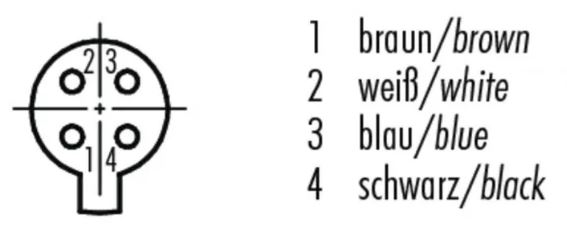 2 3
1 4
1 braun/brown
2 weiß/white
3 blau/blue
4 schwarz/black